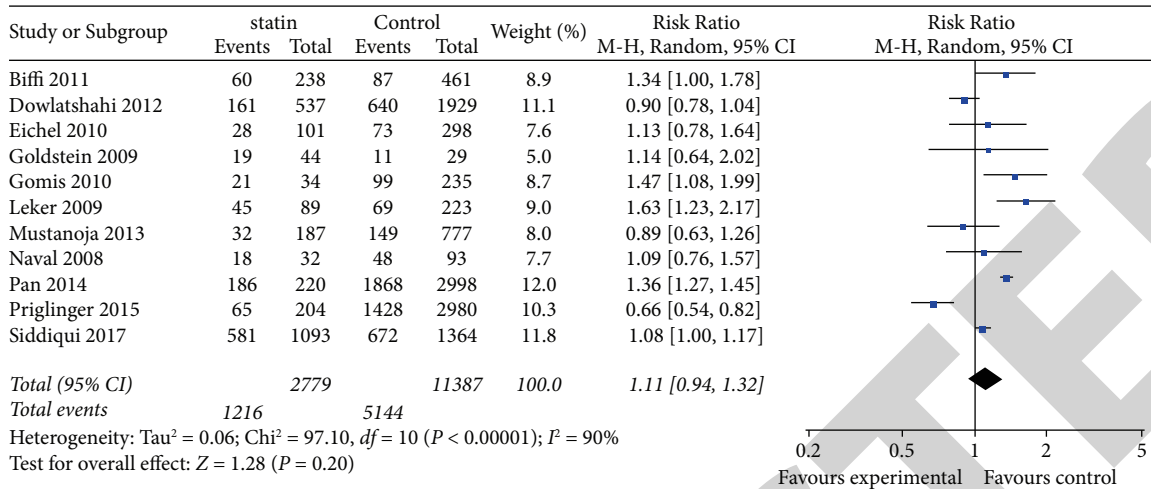 Study or Subgroup statin Control Weight (%) Risk Ratio Risk Ratio
Events Total Events Total M-H, Random, 95% CI M-H, Random, 95% CI
Biffi 2011 60 238 87 461 8.9 1.34 [1.00, 1.78]
Dowlatshahi 2012 161 537 640 1929 11.1 0.90 [0.78, 1.04]
Eichel 2010 28 101 73 298 7.6 1.13 [0.78, 1.64]
Goldstein 2009 19 44 11 29 5.0 1.14 [0.64, 2.02]
Gomis 2010 21 34 99 235 8.7 1.47 [1.08, 1.99]
Leker 2009 45 89 69 223 9.0 1.63 [1.23, 2.17]
Mustanoja 2013 32 187 149 777 8.0 0.89 [0.63, 1.26]
Naval 2008 18 32 48 93 7.7 1.09 [0.76, 1.57]
Pan 2014 186 220 1868 2998 12.0 1.36 [1.27, 1.45]
Priglinger 2015 65 204 1428 2980 10.3 0.66 [0.54, 0.82]
Siddiqui 2017 581 1093 672 1364 11.8 1.08 [1.00, 1.17]
Total (95% CI) 2779 11387 100.0 1.11 [0.94, 1.32]
Total events 1216 5144
Heterogeneity: Tau² = 0.06; Chi² = 97.10, df = 10 (P < 0.00001); I² = 90%
Test for overall effect: Z = 1.28 (P = 0.20)
0.2 0.5 1 2 5
Favours experimental Favours control